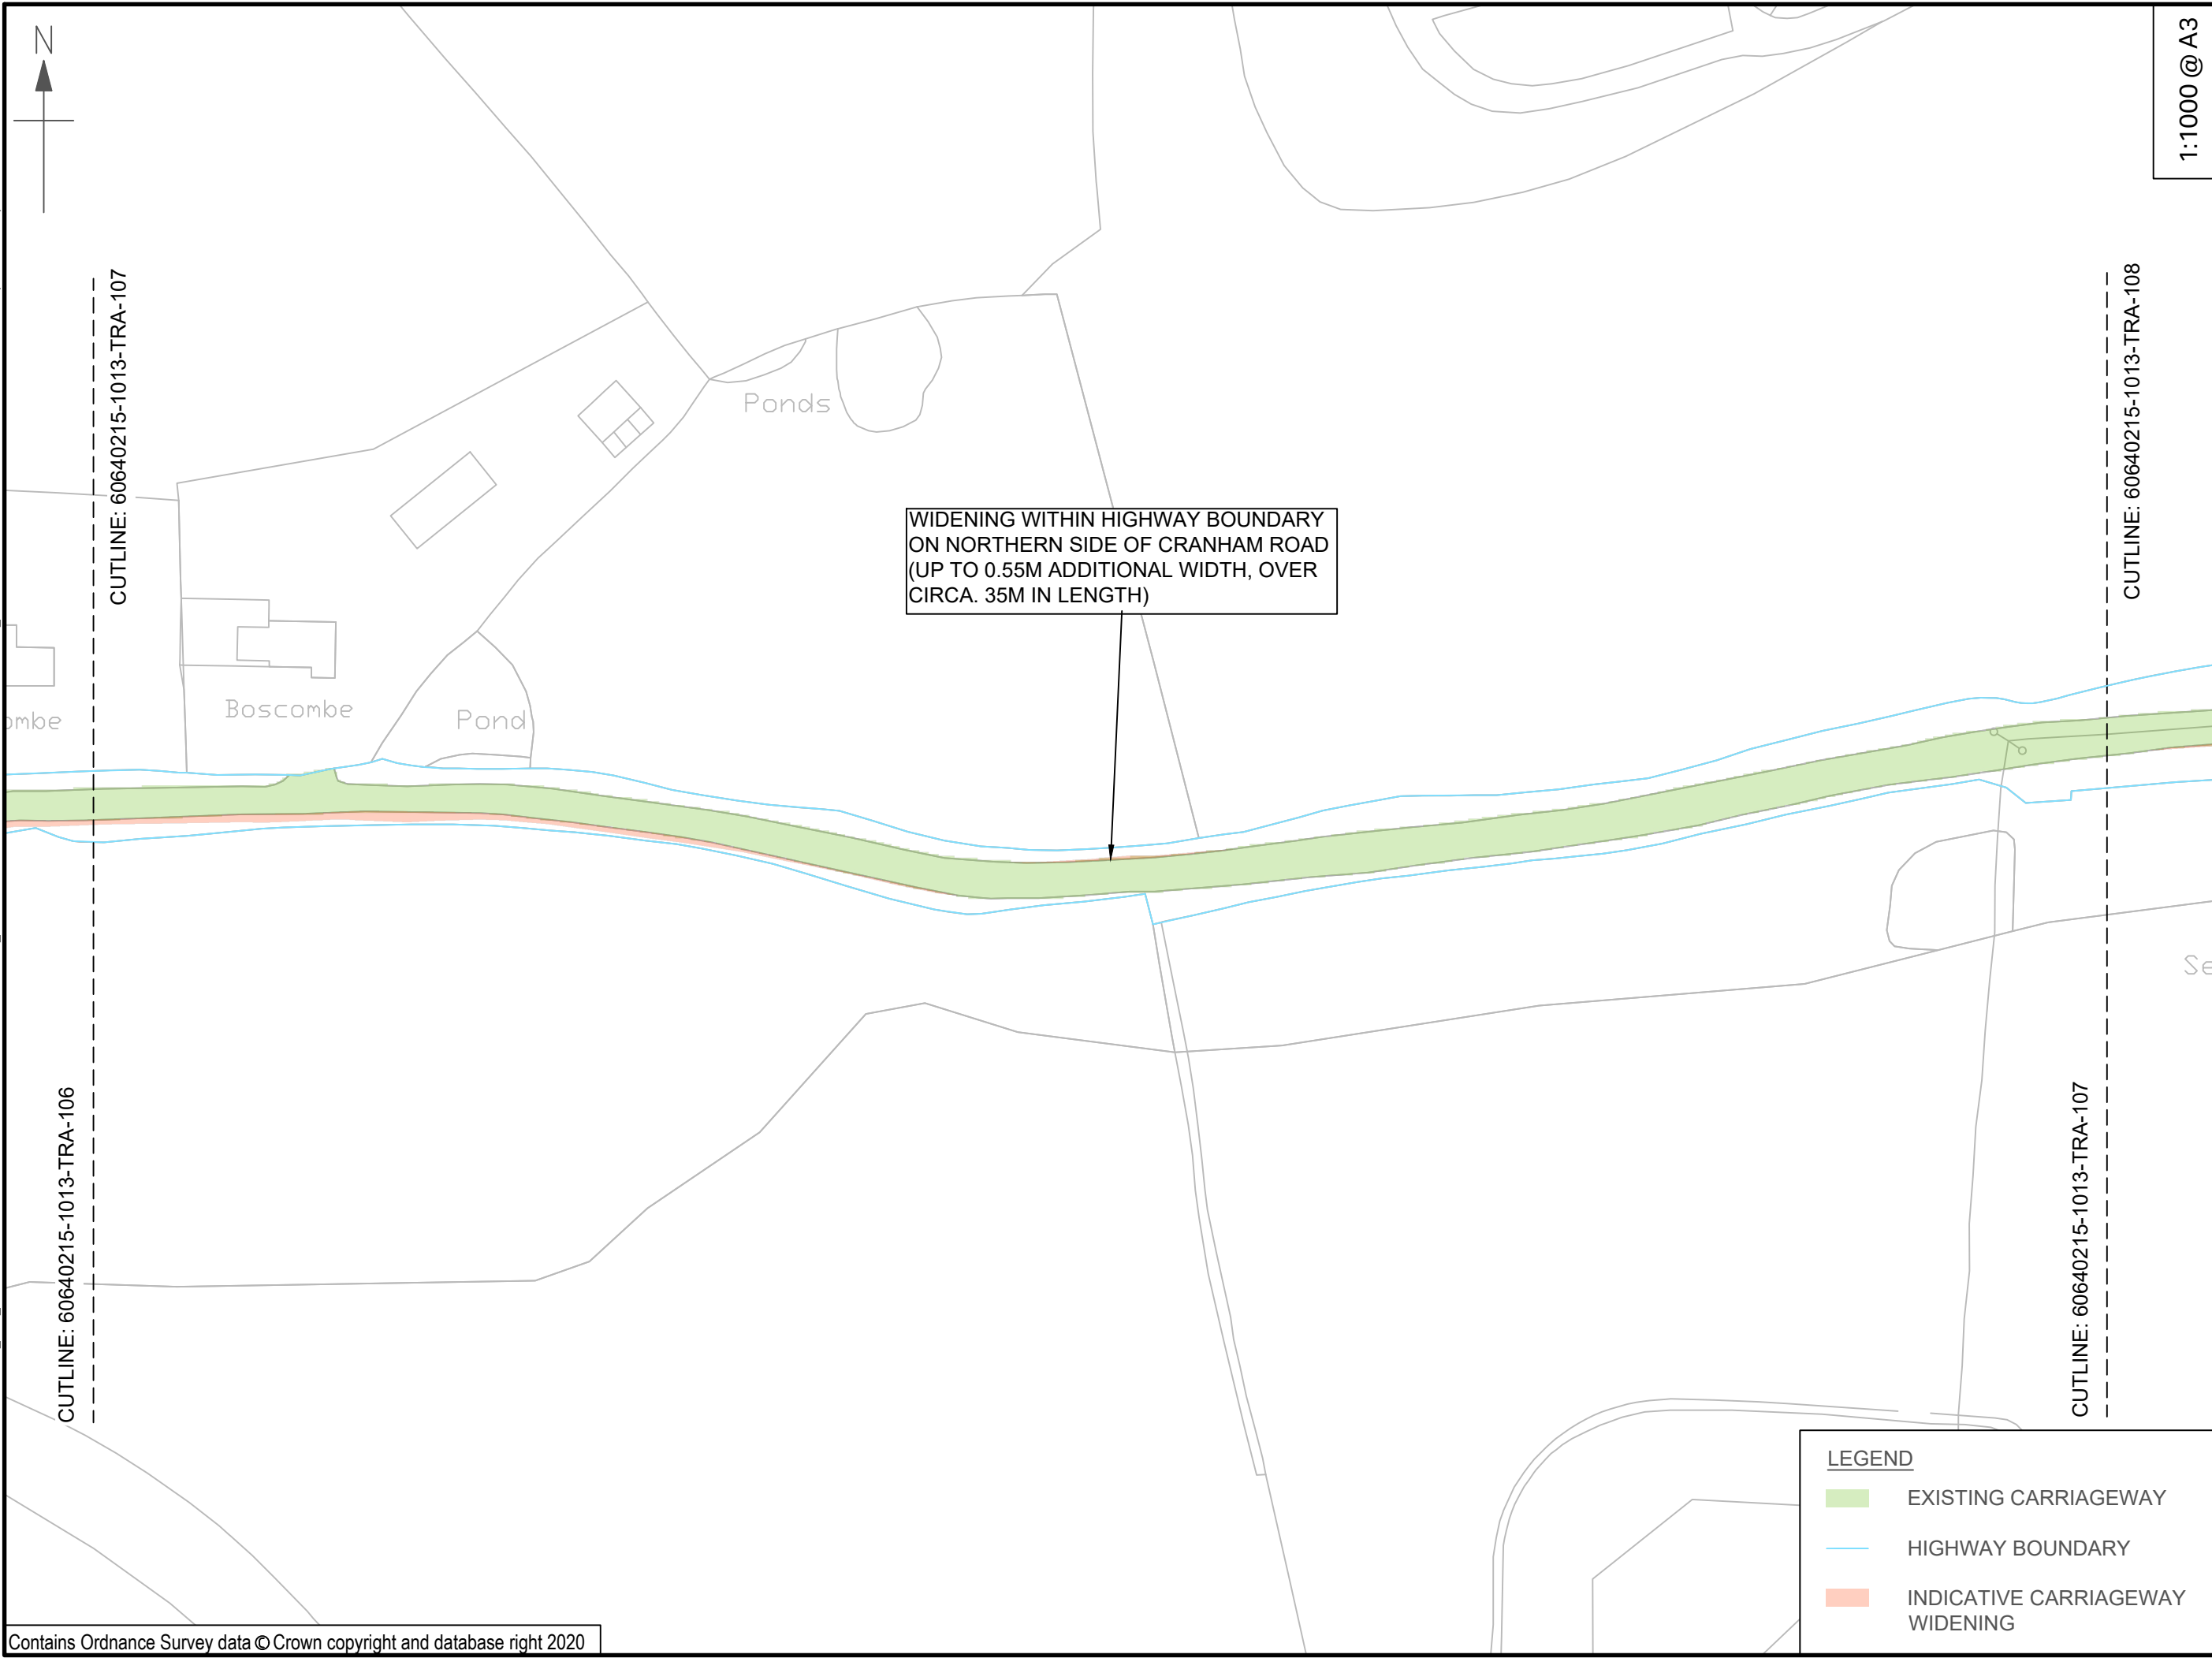 N
1:1000 @ A3
CUTLINE: 60640215-1013-TRA-107
CUTLINE: 60640215-1013-TRA-108
Ponds
WIDENING WITHIN HIGHWAY BOUNDARY
ON NORTHERN SIDE OF CRANHAM ROAD
(UP TO 0.55M ADDITIONAL WIDTH, OVER
CIRCA. 35M IN LENGTH)
ombe
Boscombe
Pond
Se
CUTLINE: 60640215-1013-TRA-106
CUTLINE: 60640215-1013-TRA-107
LEGEND
EXISTING CARRIAGEWAY
HIGHWAY BOUNDARY
INDICATIVE CARRIAGEWAY
WIDENING
Contains Ordnance Survey data © Crown copyright and database right 2020